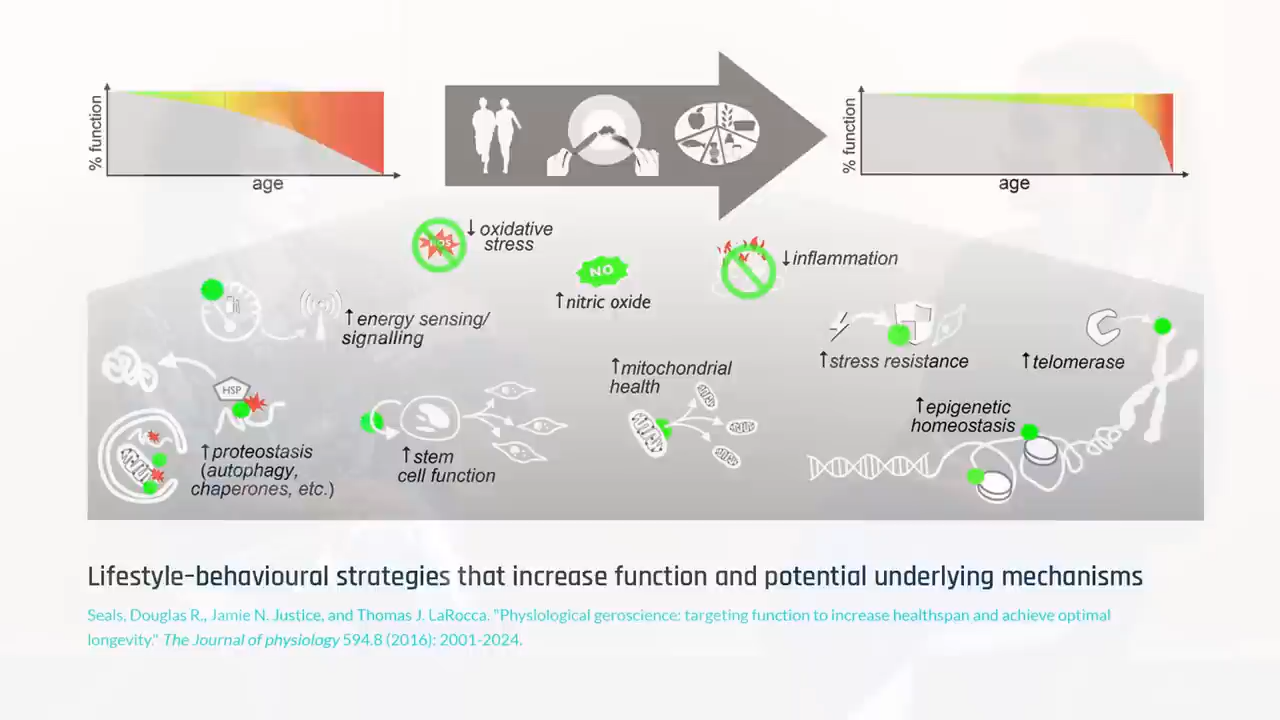 % function
age
% function
age
ROS
↓ oxidative
stress
NO
↑nitric oxide
↓inflammation
↑energy sensing/
signalling
↑stress resistance
↑telomerase
HSP
↑mitochondrial
health
↑epigenetic
homeostasis
↑proteostasis
(autophagy,
chaperones, etc.)
↑stem
cell function
Lifestyle-behavioural strategies that increase function and potential underlying mechanisms
Seals, Douglas R., Jamie N. Justice, and Thomas J. LaRocca. "Physiological geroscience: targeting function to increase healthspan and achieve optimal
longevity." The Journal of physiology 594.8 (2016): 2001-2024.